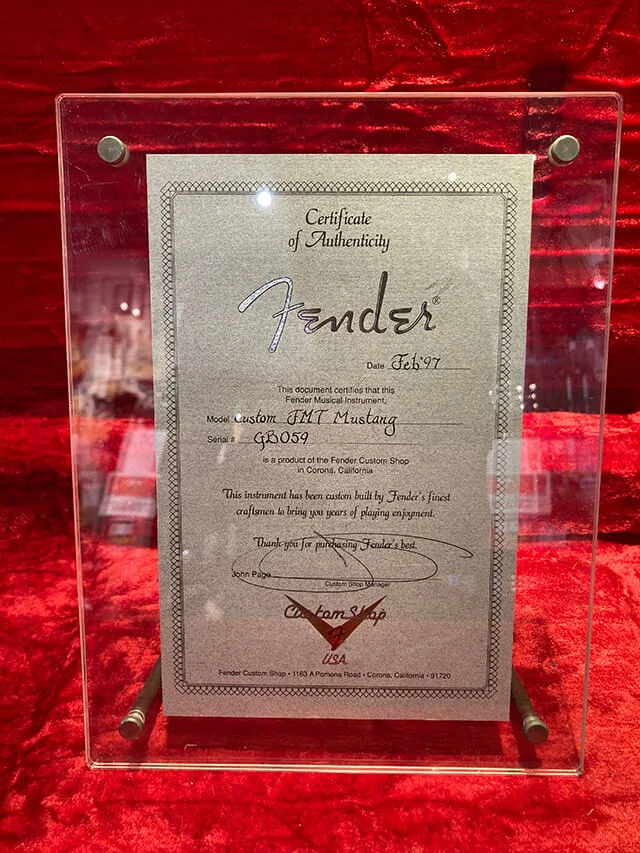 Certificate
of Authenticity
Fender®
Date Feb'97
This document certifies that this
Fender Musical Instrument,
Model Custom FMT Mustang
Serial # GB059
is a product of the Fender Custom Shop
in Corona, California
This instrument has been custom built by Fender's finest
craftsmen to bring you years of playing enjoyment.
Thank you for purchasing Fender's best.
John Page
Custom Shop Manager
Custom Shop
USA
Fender Custom Shop • 1163 A Pomona Road • Corona, California • 91720